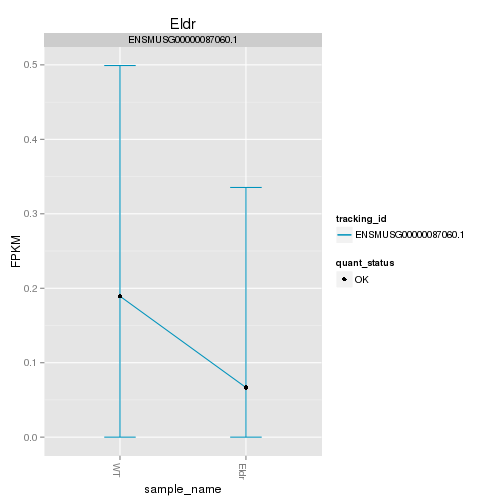 Eldr
ENSMUSG00000087060.1
0.5
0.4
0.3
0.2
0.1
0.0
FPKM
WT
Eldr
sample_name
tracking_id
ENSMUSG00000087060.1
quant_status
OK